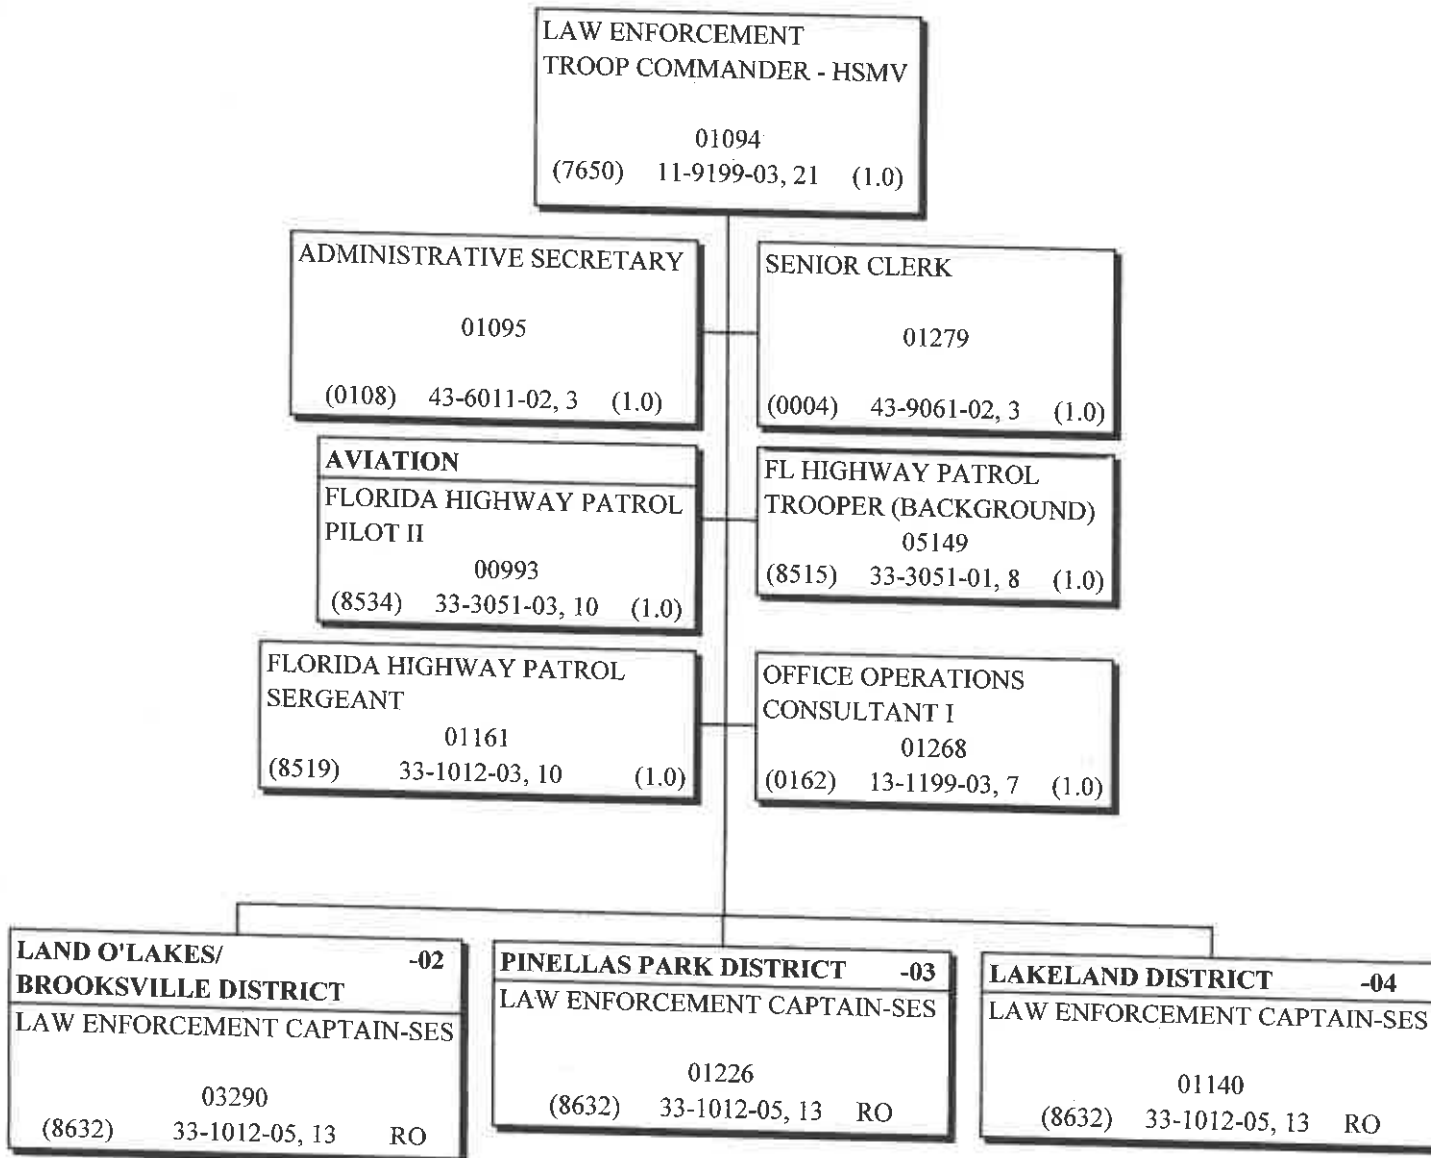 LAW ENFORCEMENT
TROOP COMMANDER - HSMV
01094
(7650) 11-9199-03, 21 (1.0)
ADMINISTRATIVE SECRETARY
01095
(0108) 43-6011-02, 3 (1.0)
SENIOR CLERK
01279
(0004) 43-9061-02, 3 (1.0)
AVIATION
FLORIDA HIGHWAY PATROL
PILOT II
00993
(8534) 33-3051-03, 10 (1.0)
FL HIGHWAY PATROL
TROOPER (BACKGROUND)
05149
(8515) 33-3051-01, 8 (1.0)
FLORIDA HIGHWAY PATROL
SERGEANT
01161
(8519) 33-1012-03, 10 (1.0)
OFFICE OPERATIONS
CONSULTANT I
01268
(0162) 13-1199-03, 7 (1.0)
LAND O'LAKES/ -02
BROOKSVILLE DISTRICT
LAW ENFORCEMENT CAPTAIN-SES
03290
(8632) 33-1012-05, 13 RO
PINELLAS PARK DISTRICT -03
LAW ENFORCEMENT CAPTAIN-SES
01226
(8632) 33-1012-05, 13 RO
LAKELAND DISTRICT -04
LAW ENFORCEMENT CAPTAIN-SES
01140
(8632) 33-1012-05, 13 RO